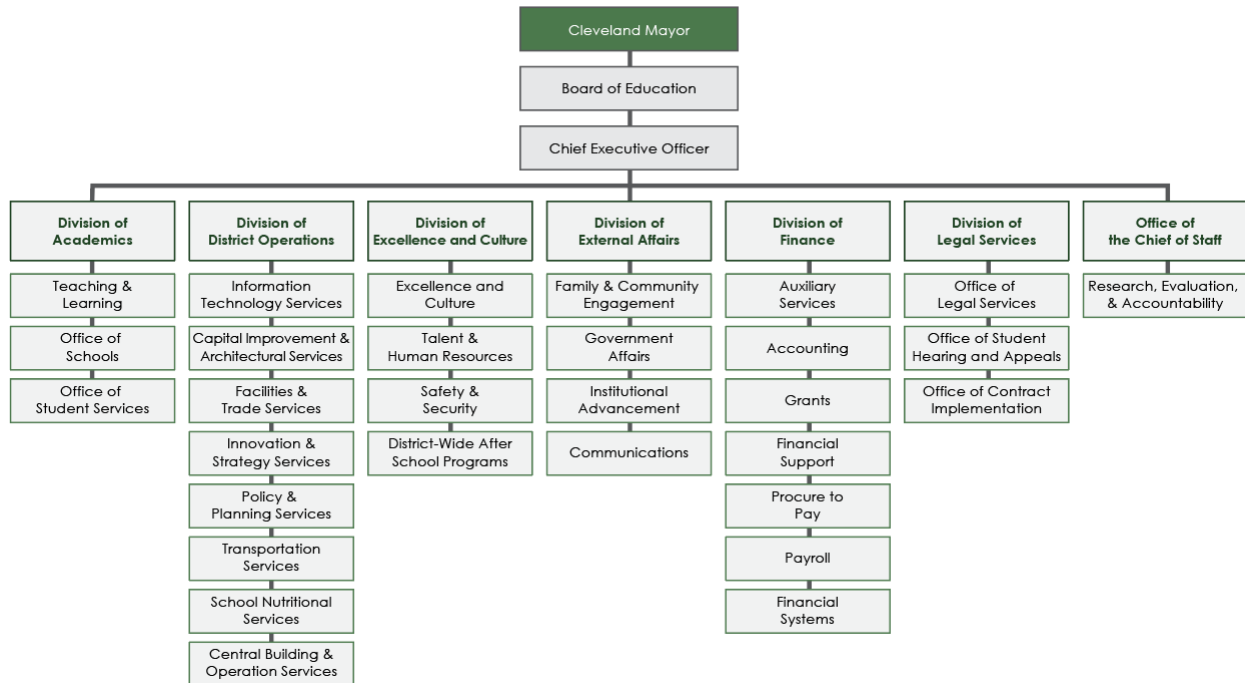 Cleveland Mayor
Board of Education
Chief Executive Officer
Division of
Academics
Teaching &
Learning
Office of
Schools
Office of
Student Services
Division of
District Operations
Information
Technology Services
Capital Improvement &
Architectural Services
Facilities &
Trade Services
Innovation &
Strategy Services
Policy &
Planning Services
Transportation
Services
School Nutritional
Services
Central Building &
Operation Services
Division of
Excellence and Culture
Excellence and
Culture
Talent &
Human Resources
Safety &
Security
District-Wide After
School Programs
Division of
External Affairs
Family & Community
Engagement
Government
Affairs
Institutional
Advancement
Communications
Division of
Finance
Auxiliary
Services
Accounting
Grants
Financial
Support
Procure to
Pay
Payroll
Financial
Systems
Division of
Legal Services
Office of
Legal Services
Office of Student
Hearing and Appeals
Office of Contract
Implementation
Office of
the Chief of Staff
Research, Evaluation,
& Accountability